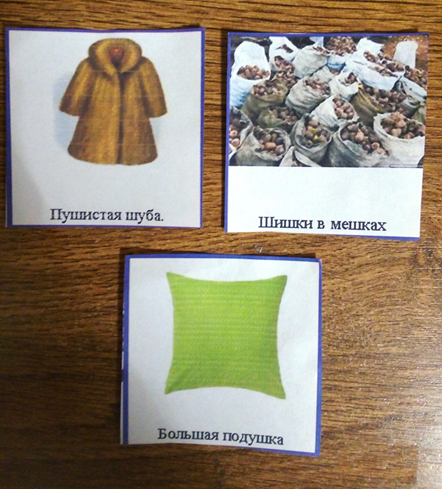 Пушистая шуба.
Шишки в мешках
Большая подушка